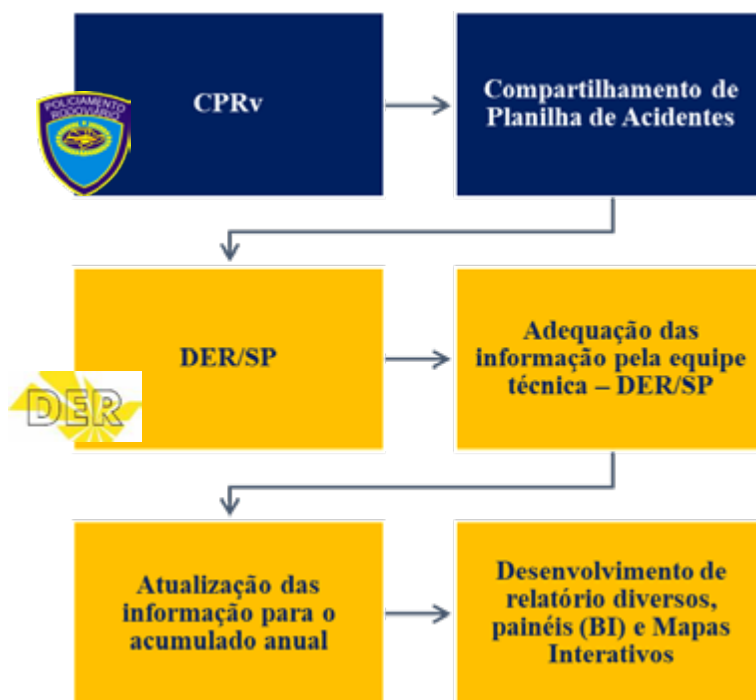 CPRv
Compartilhamento de
Planilha de Acidentes
POLICIAMENTO
RODOVIÁRIO
DER/SP
Adequação das
informação pela equipe
técnica – DER/SP
DER
Atualização das
informação para o
acumulado anual
Desenvolvimento de
relatório diversos,
painéis (BI) e Mapas
Interativos